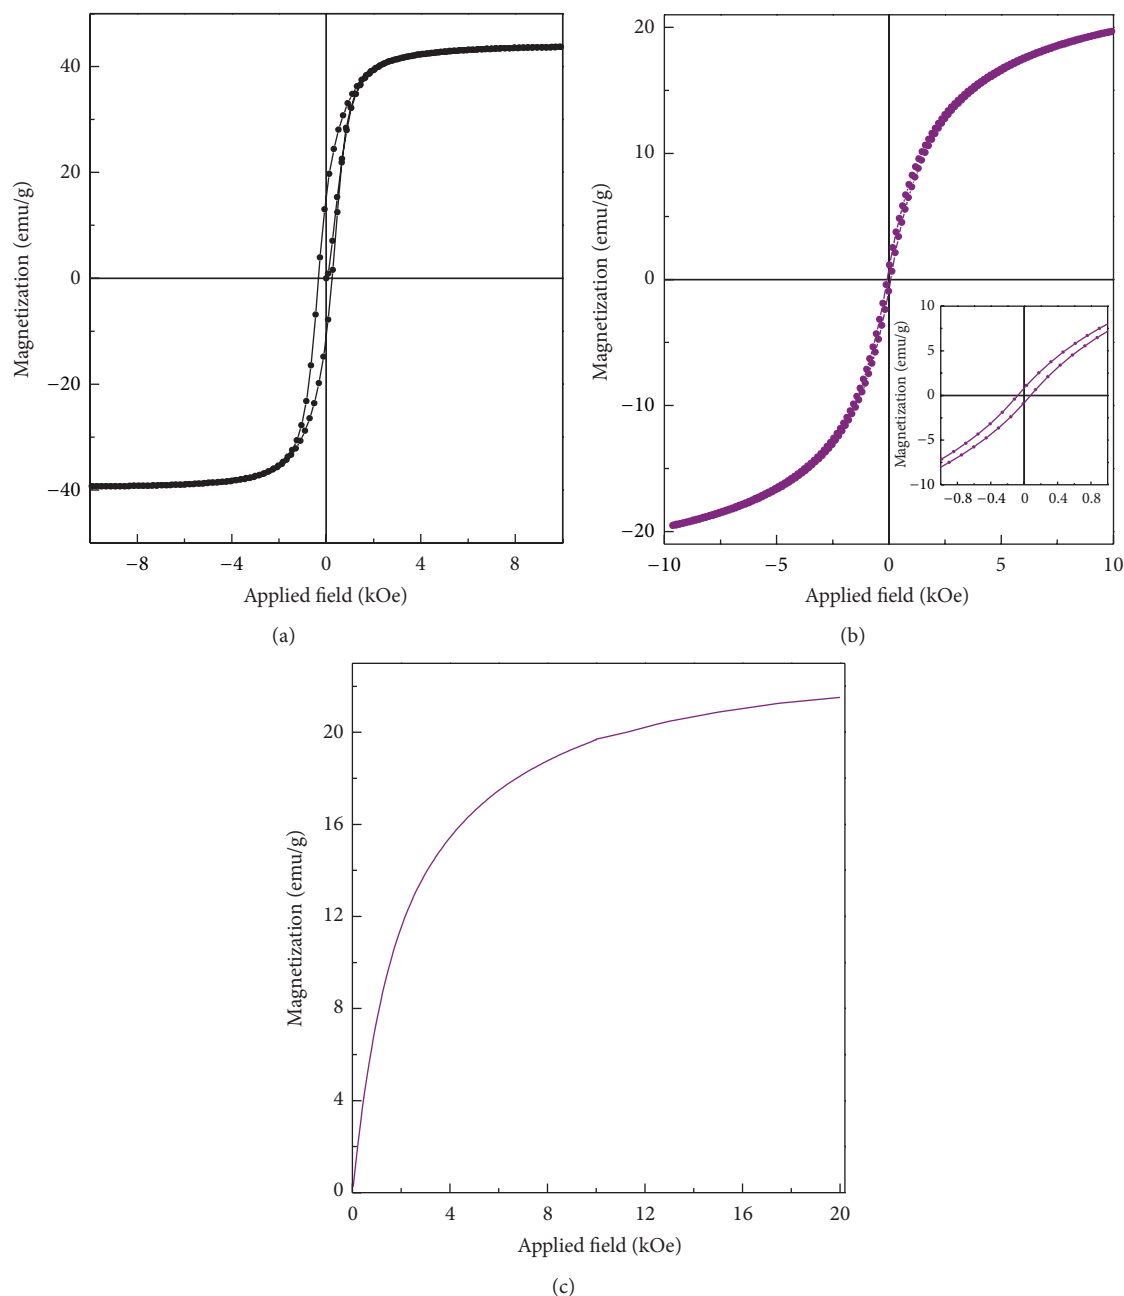 40
20
0
−20
−40
Magnetization (emu/g)
−8 −4 0 4 8
Applied field (kOe)
(a)
20
10
0
−10
−20
Magnetization (emu/g)
10
5
0
−5
−10
Magnetization (emu/g)
−0.8 −0.4 0 0.4 0.8
−10 −5 0 5 10
Applied field (kOe)
(b)
20
16
12
8
4
0
Magnetization (emu/g)
0 4 8 12 16 20
Applied field (kOe)
(c)